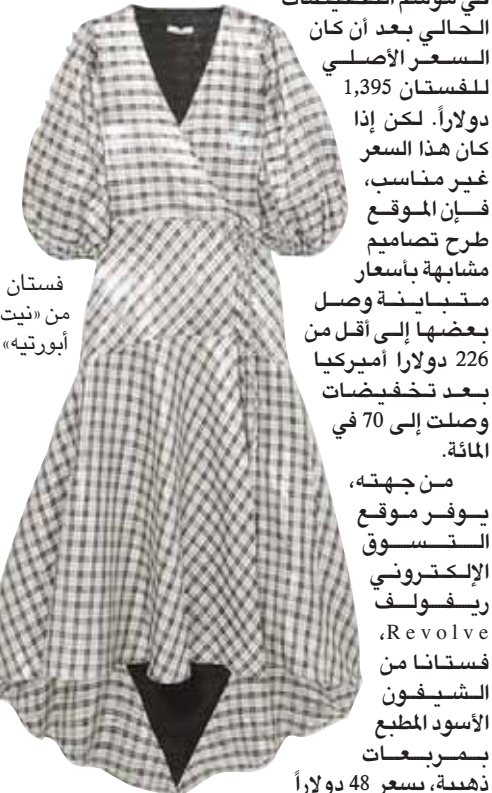 في موسم التخفيضات
الحالي بعد أن كان
السعر الأصلي
للفستان 1,395
دولاراً. لكن إذا
كان هذا السعر
غير مناسب،
فإن الموقع
طرح تصاميم
مشابهة بأسعار
متباينة وصل
بعضها إلى أقل من
226 دولارا أميركيا
بعد تخفيضات
وصلت إلى 70 في
المائة.
من جهته،
يوفر موقع
التسوق
الإلكتروني
ريفولف
Revolve،
فستانا من
الشيفون
الأسود المطبع
بمربعات
ذهبية، بسعر 48 دولاراً
فستان
من «نيت
أبورتيه»